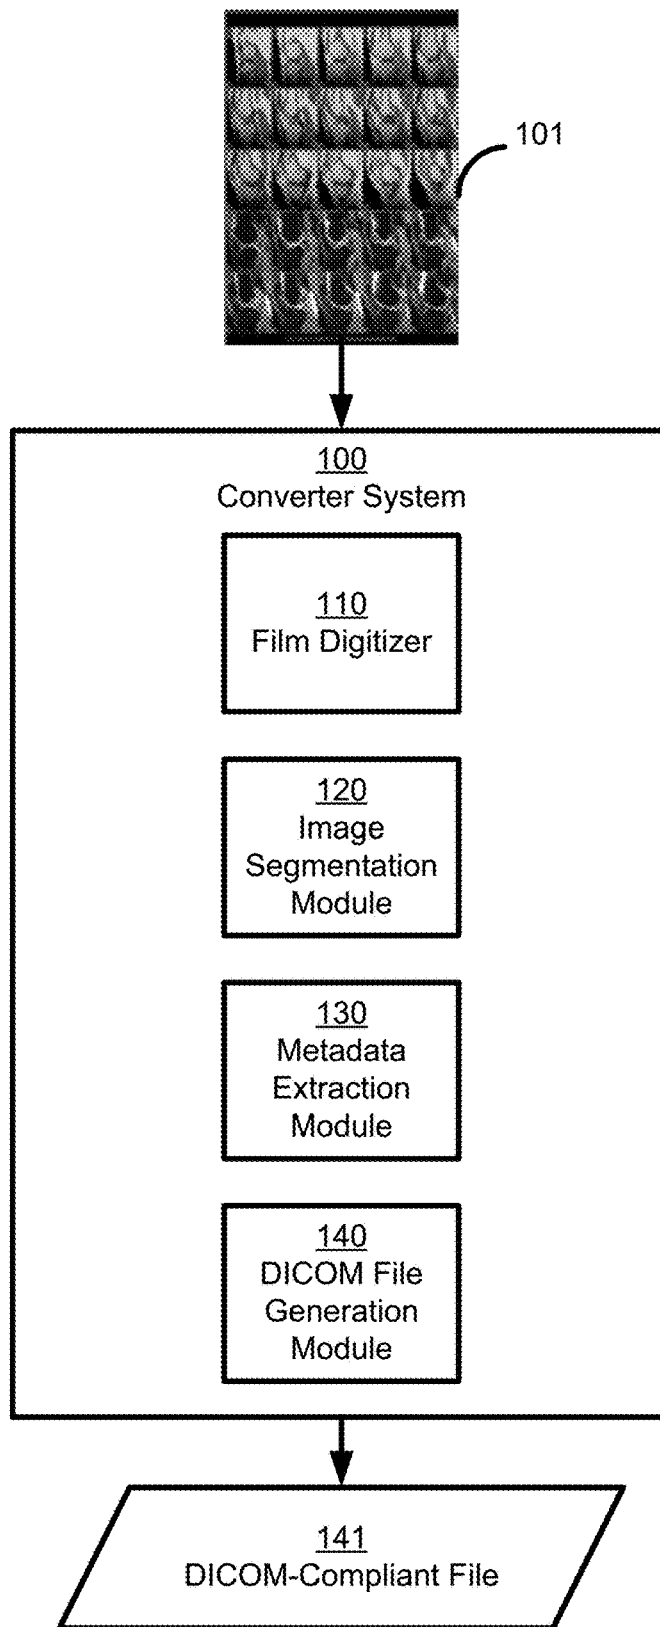 101
100
Converter System
110
Film Digitizer
120
Image
Segmentation
Module
130
Metadata
Extraction
Module
140
DICOM File
Generation
Module
141
DICOM-Compliant File